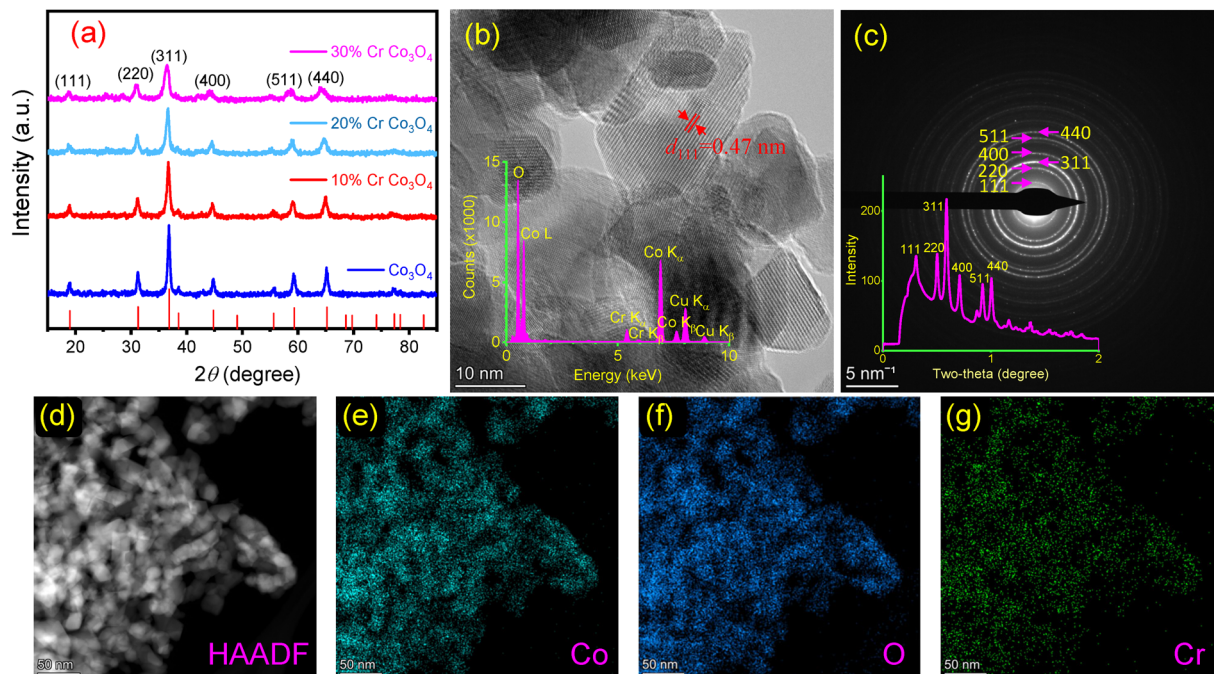 (a)
30% Cr Co₃O₄
(111)
(220)
(311)
(400)
(511)
(440)
20% Cr Co₃O₄
10% Cr Co₃O₄
Co₃O₄
Intensity (a.u.)
20 30 40 50 60 70 80
2θ (degree)
(b)
d₁₁₁=0.47 nm
15
10
5
0
Counts (x1000)
O
Co L
Cr Kα
Cr Kβ
Co Kα
Co Kβ
Cu Kα
Cu Kβ
0 5 10
Energy (keV)
10 nm
(c)
511
440
400
311
220
111
200
100
0
Intensity
111
220
311
400
511
440
0 1 2
Two-theta (degree)
5 nm⁻¹
(d)
50 nm
HAADF
(e)
50 nm
Co
(f)
50 nm
O
(g)
50 nm
Cr